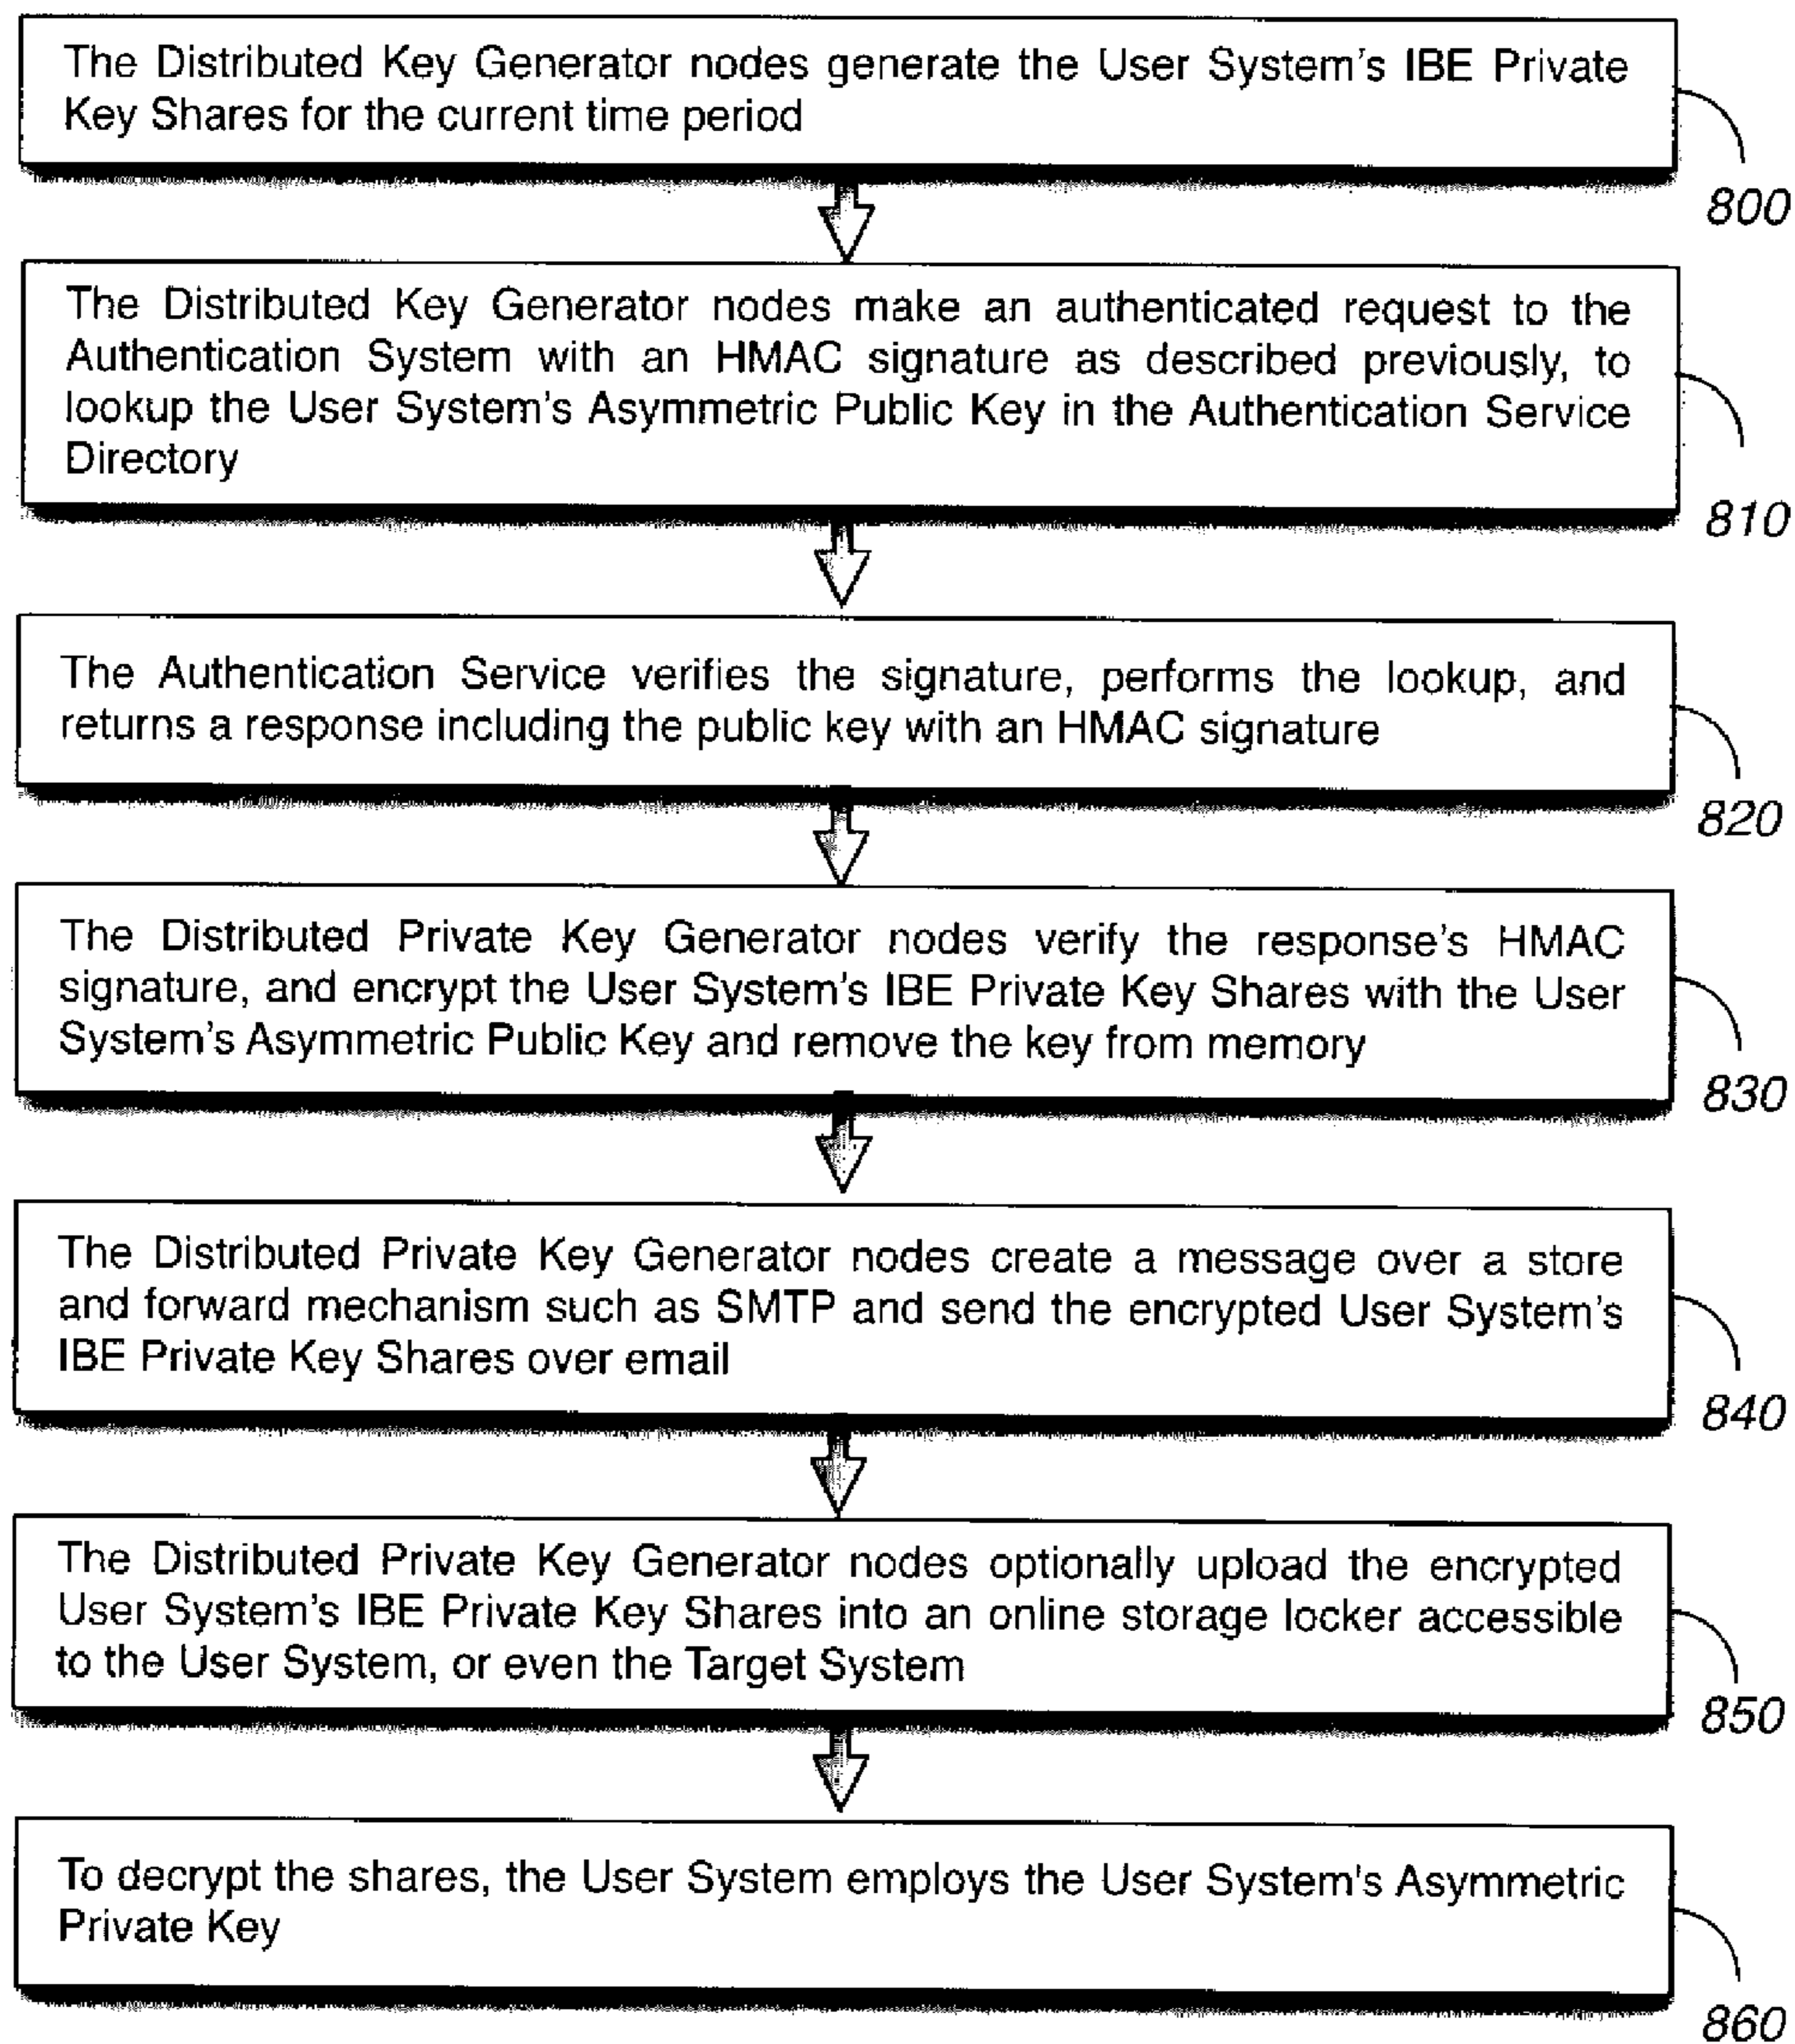 The Distributed Key Generator nodes generate the User System's IBE Private
Key Shares for the current time period
800
The Distributed Key Generator nodes make an authenticated request to the
Authentication System with an HMAC signature as described previously, to
lookup the User System's Asymmetric Public Key in the Authentication Service
Directory
810
The Authentication Service verifies the signature, performs the lookup, and
returns a response including the public key with an HMAC signature
820
The Distributed Private Key Generator nodes verify the response's HMAC
signature, and encrypt the User System's IBE Private Key Shares with the User
System's Asymmetric Public Key and remove the key from memory
830
The Distributed Private Key Generator nodes create a message over a store
and forward mechanism such as SMTP and send the encrypted User System's
IBE Private Key Shares over email
840
The Distributed Private Key Generator nodes optionally upload the encrypted
User System's IBE Private Key Shares into an online storage locker accessible
to the User System, or even the Target System
850
To decrypt the shares, the User System employs the User System's Asymmetric
Private Key
860